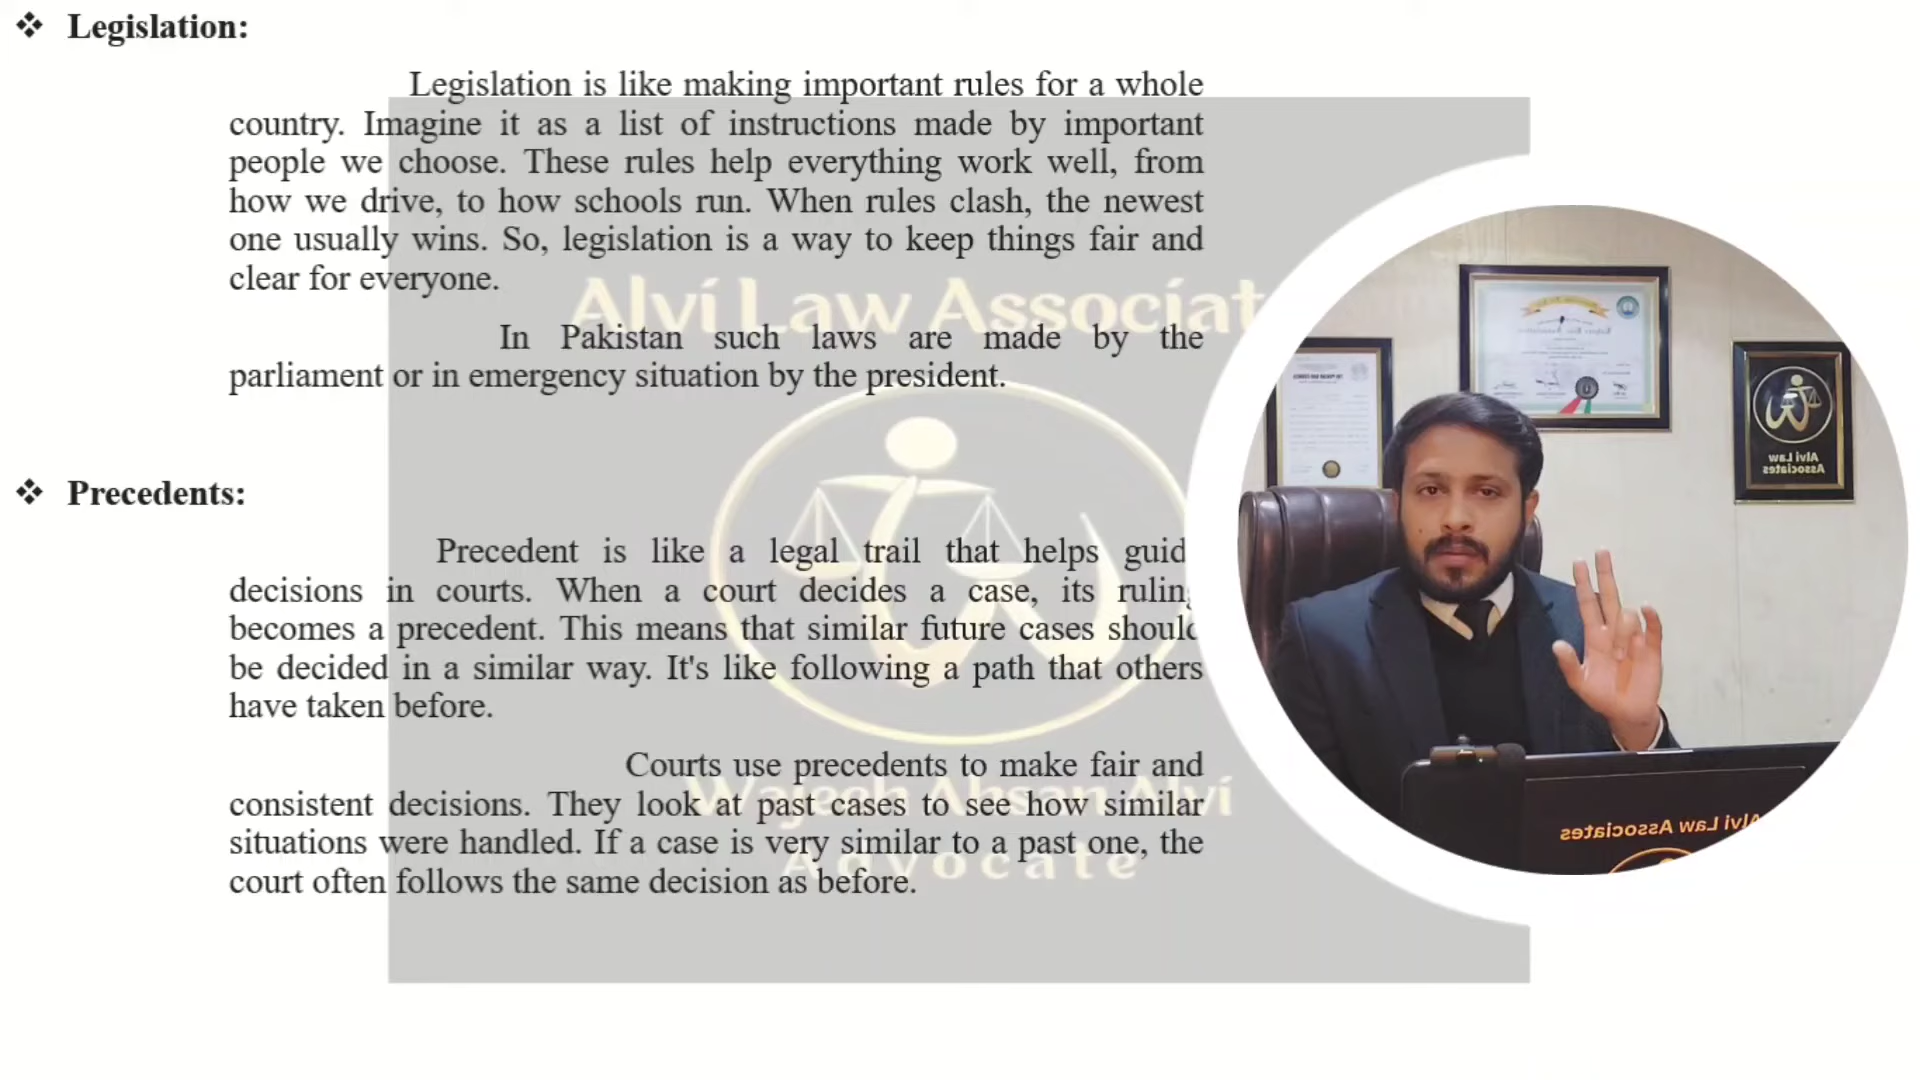 ❖ Legislation:
Legislation is like making important rules for a whole
country. Imagine it as a list of instructions made by important
people we choose. These rules help everything work well, from
how we drive, to how schools run. When rules clash, the newest
one usually wins. So, legislation is a way to keep things fair and
clear for everyone.
Alvi Law Associat
In Pakistan such laws are made by the
parliament or in emergency situation by the president.
❖ Precedents:
Precedent is like a legal trail that helps guid
decisions in courts. When a court decides a case, its ruling
becomes a precedent. This means that similar future cases should
be decided in a similar way. It's like following a path that others
have taken before.
Courts use precedents to make fair and
Wajeeh Ahsan Alvi
consistent decisions. They look at past cases to see how similar
situations were handled. If a case is very similar to a past one, the
Advocate
court often follows the same decision as before.
Alvi Law
Associates
Alvi Law Associates